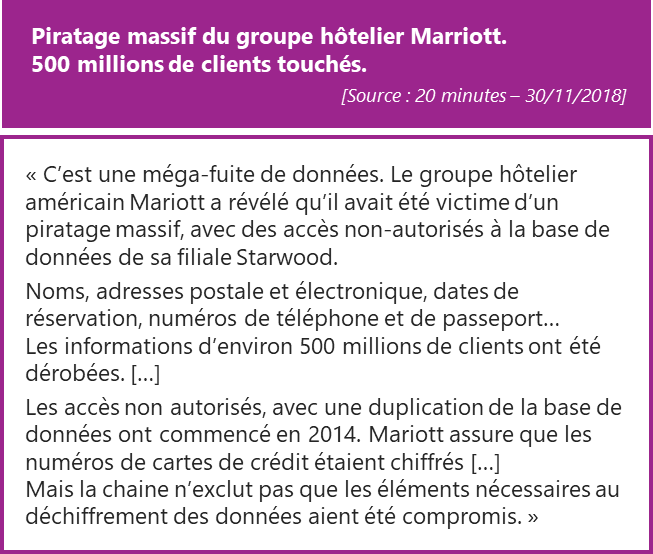 Piratage massif du groupe hôtelier Marriott.
500 millions de clients touchés.
[Source : 20 minutes – 30/11/2018]
« C’est une méga-fuite de données. Le groupe hôtelier
américain Mariott a révélé qu’il avait été victime d’un
piratage massif, avec des accès non-autorisés à la base de
données de sa filiale Starwood.
Noms, adresses postale et électronique, dates de
réservation, numéros de téléphone et de passeport…
Les informations d’environ 500 millions de clients ont été
dérobées. […]
Les accès non autorisés, avec une duplication de la base de
données ont commencé en 2014. Mariott assure que les
numéros de cartes de crédit étaient chiffrés […]
Mais la chaine n’exclut pas que les éléments nécessaires au
déchiffrement des données aient été compromis. »